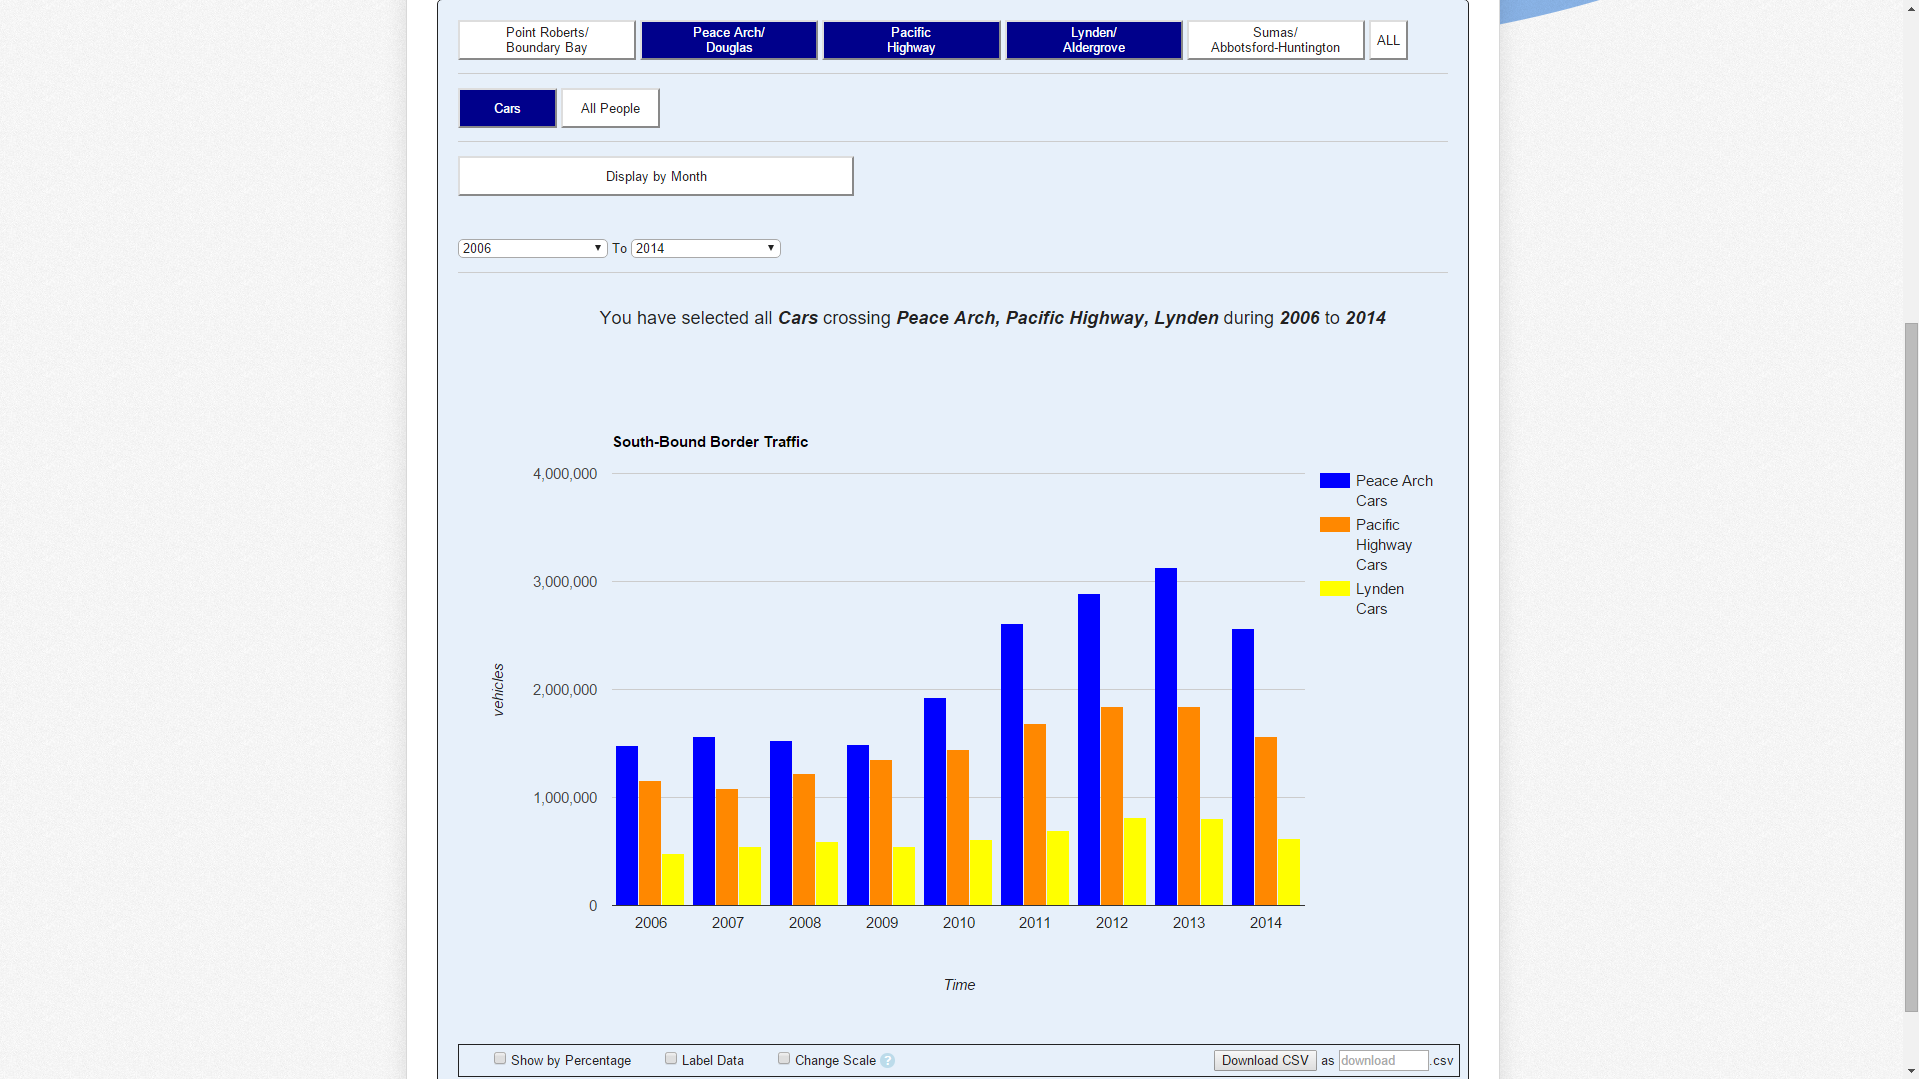 Point Roberts/
Boundary Bay
Peace Arch/
Douglas
Pacific
Highway
Lynden/
Aldergrove
Sumas/
Abbotsford-Huntington
ALL
Cars
All People
Display by Month
2006 To 2014
You have selected all Cars crossing Peace Arch, Pacific Highway, Lynden during 2006 to 2014
South-Bound Border Traffic
4,000,000
3,000,000
2,000,000
1,000,000
0
vehicles
Peace Arch
Cars
Pacific
Highway
Cars
Lynden
Cars
2006 2007 2008 2009 2010 2011 2012 2013 2014
Time
Show by Percentage Label Data Change Scale ? Download CSV as download .csv